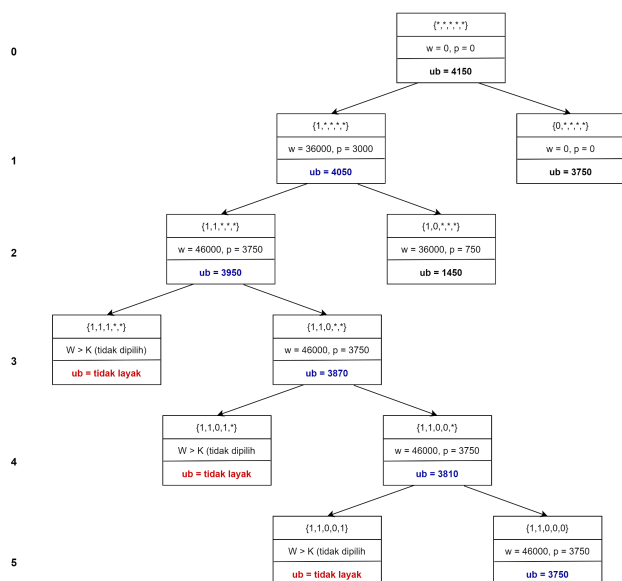 {*,*,*,*,*}
0
w = 0, p = 0
ub = 4150
{1,*,*,*,*}
{0,*,*,*,*}
w = 36000, p = 3000
w = 0, p = 0
1
ub = 4050
ub = 3750
{1,1,*,*,*}
{1,0,*,*,*}
w = 46000, p = 3750
w = 36000, p = 750
2
ub = 3950
ub = 1450
{1,1,1,*,*}
{1,1,0,*,*}
W > K (tidak dipilih)
w = 46000, p = 3750
3
ub = tidak layak
ub = 3870
{1,1,0,1,*}
{1,1,0,0,*}
W > K (tidak dipilih
w = 46000, p = 3750
4
ub = tidak layak
ub = 3810
{1,1,0,0,1}
{1,1,0,0,0}
W > K (tidak dipilih
w = 46000, p = 3750
5
ub = tidak layak
ub = 3750